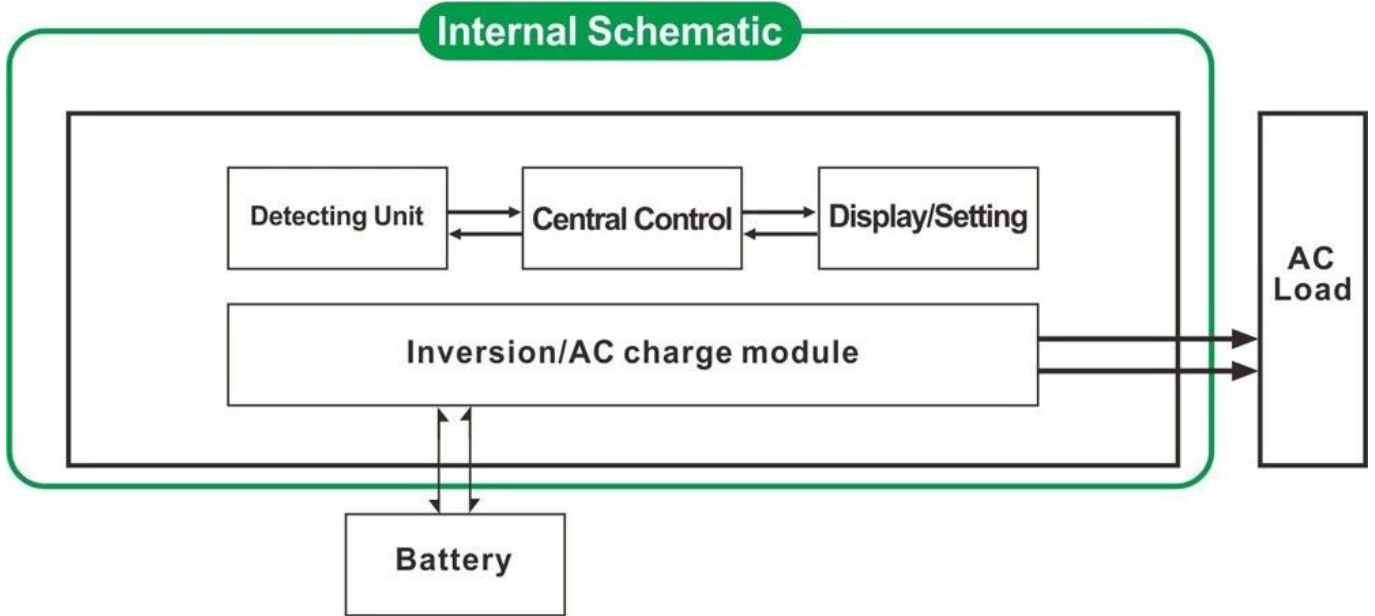 Internal Schematic
Detecting Unit
Central Control
Display/Setting
AC
Load
Inversion/AC charge module
Battery